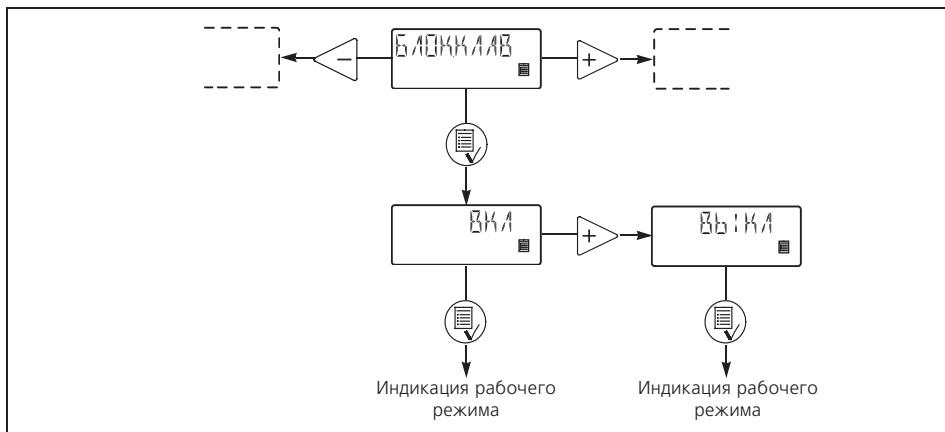 БЛОККЛАВ
ВКЛ
ВЫКЛ
Индикация рабочего
режима
Индикация рабочего
режима